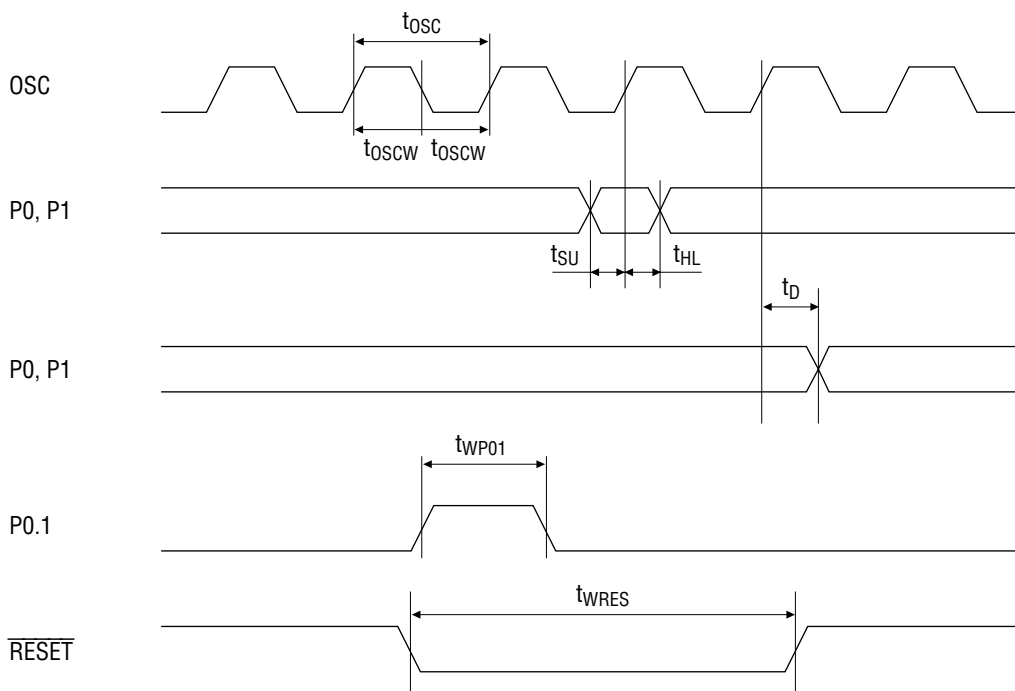 tOSC
OSC
tOSCW tOSCW
P0, P1
tSU tHL
tD
P0, P1
tWP01
P0.1
tWRES
RESET